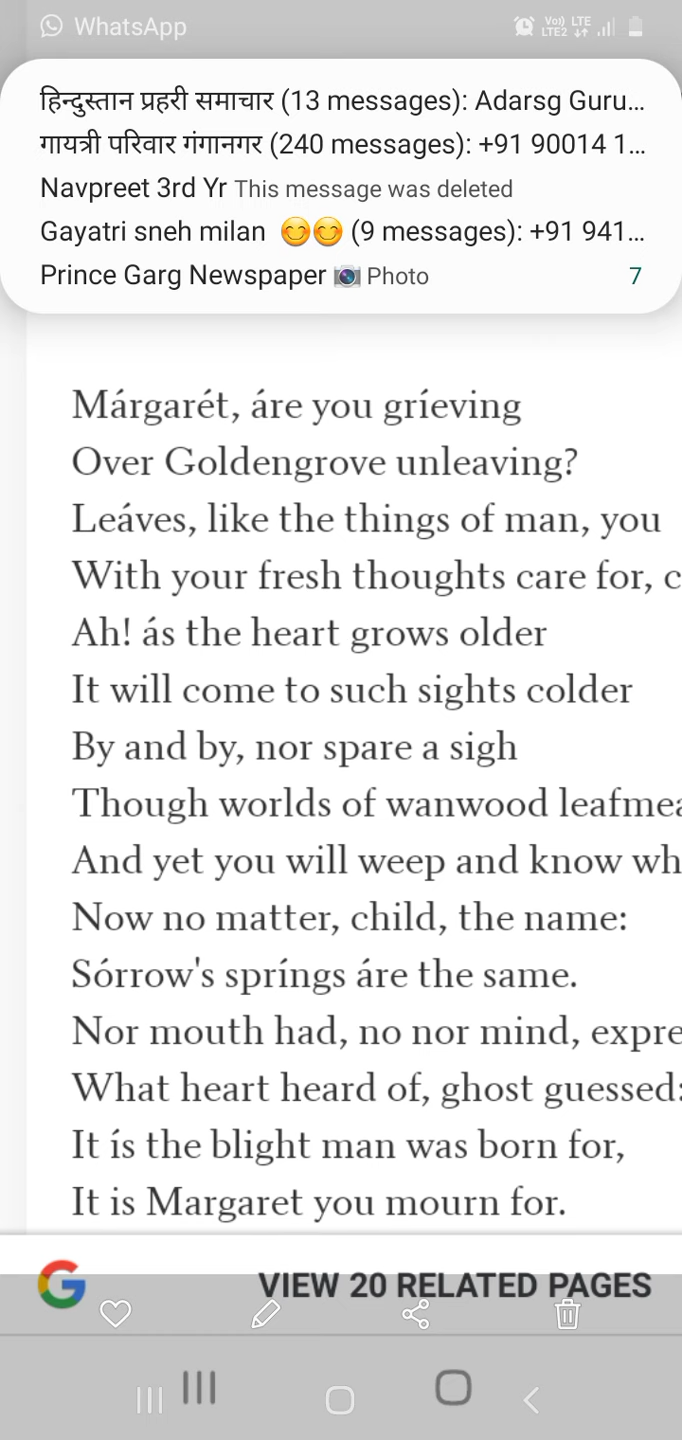 WhatsApp
Vo)) LTE
LTE2
हिन्दुस्तान प्रहरी समाचार (13 messages): Adarsg Guru...
गायत्री परिवार गंगानगर (240 messages): +91 90014 1...
Navpreet 3rd Yr This message was deleted
Gayatri sneh milan 😊😊 (9 messages): +91 941...
Prince Garg Newspaper 📷 Photo 7
Márgarét, áre you gríeving
Over Goldengrove unleaving?
Leáves, like the things of man, you
With your fresh thoughts care for, c
Ah! ás the heart grows older
It will come to such sights colder
By and by, nor spare a sigh
Though worlds of wanwood leafmea
And yet you will weep and know wh
Now no matter, child, the name:
Sórrow's spríngs áre the same.
Nor mouth had, no nor mind, expre
What heart heard of, ghost guessed:
It ís the blight man was born for,
It is Margaret you mourn for.
VIEW 20 RELATED PAGES